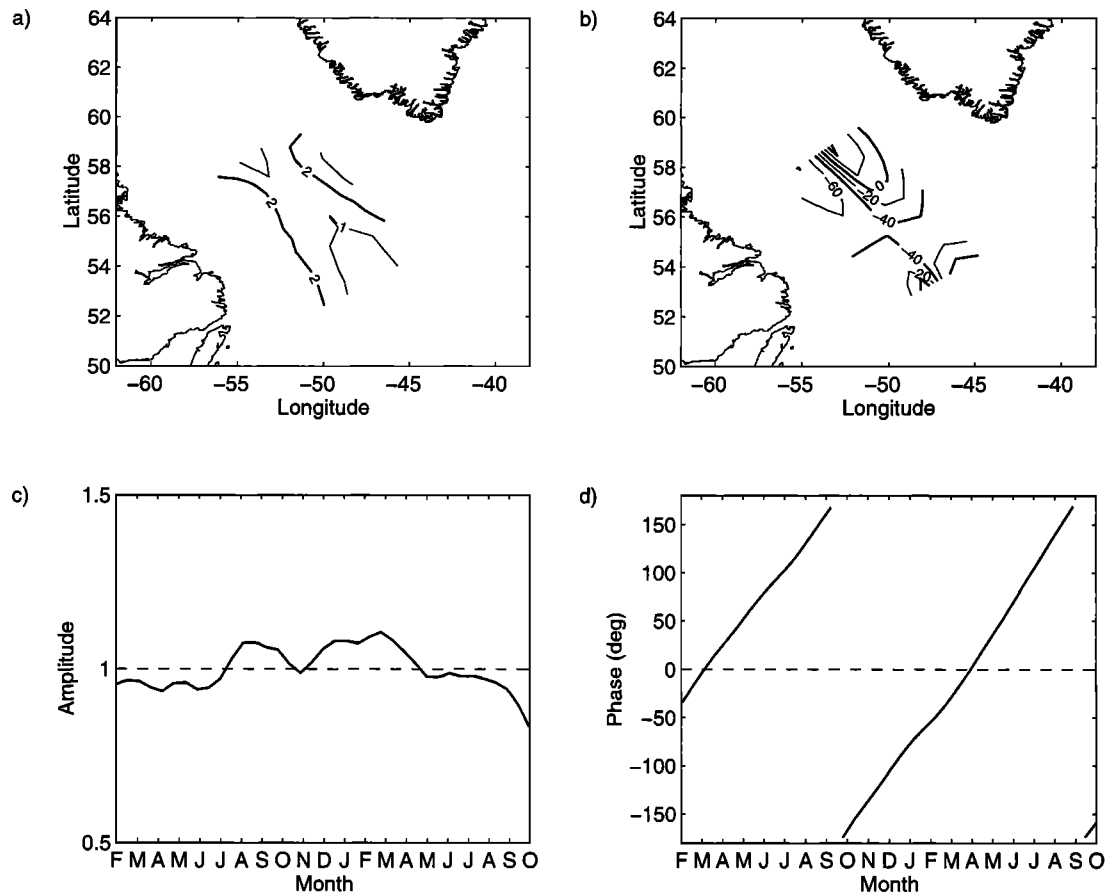 a)
64
62
60
58
56
54
52
50
Latitude
2
2
2
1
−60 −55 −50 −45 −40
Longitude
b)
64
62
60
58
56
54
52
50
Latitude
0
−20
−60
−40
−40
20
−60 −55 −50 −45 −40
Longitude
c)
1.5
1
0.5
Amplitude
F M A M J J A S O N D J F M A M J J A S O
Month
d)
150
100
50
0
−50
−100
−150
Phase (deg)
F M A M J J A S O N D J F M A M J J A S O
Month